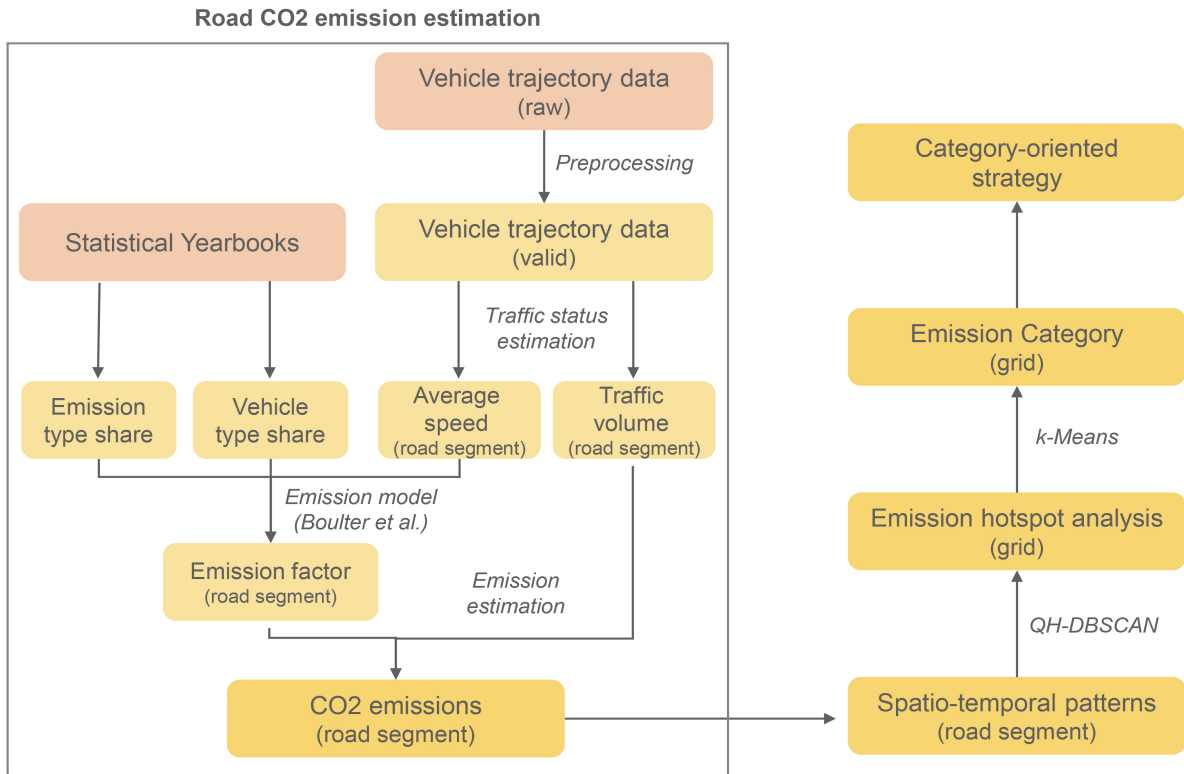 Road CO2 emission estimation
Vehicle trajectory data
(raw)
Preprocessing
Statistical Yearbooks
Vehicle trajectory data
(valid)
Traffic status
estimation
Emission
type share
Vehicle
type share
Average
speed
(road segment)
Traffic
volume
(road segment)
Emission model
(Boulter et al.)
Emission factor
(road segment)
Emission
estimation
CO2 emissions
(road segment)
Spatio-temporal patterns
(road segment)
QH-DBSCAN
Emission hotspot analysis
(grid)
k-Means
Emission Category
(grid)
Category-oriented
strategy